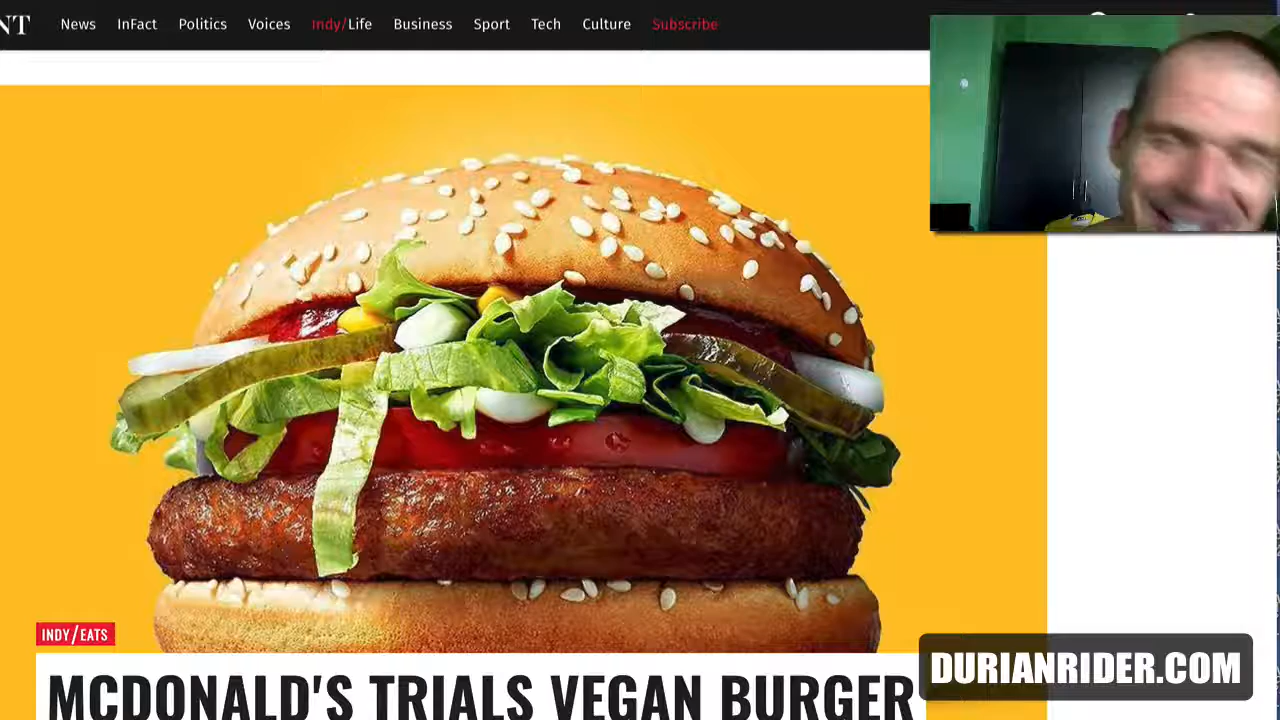 NT News InFact Politics Voices Indy/Life Business Sport Tech Culture Subscribe
INDY/EATS
MCDONALD'S TRIALS VEGAN BURGER
DURIANRIDER.COM